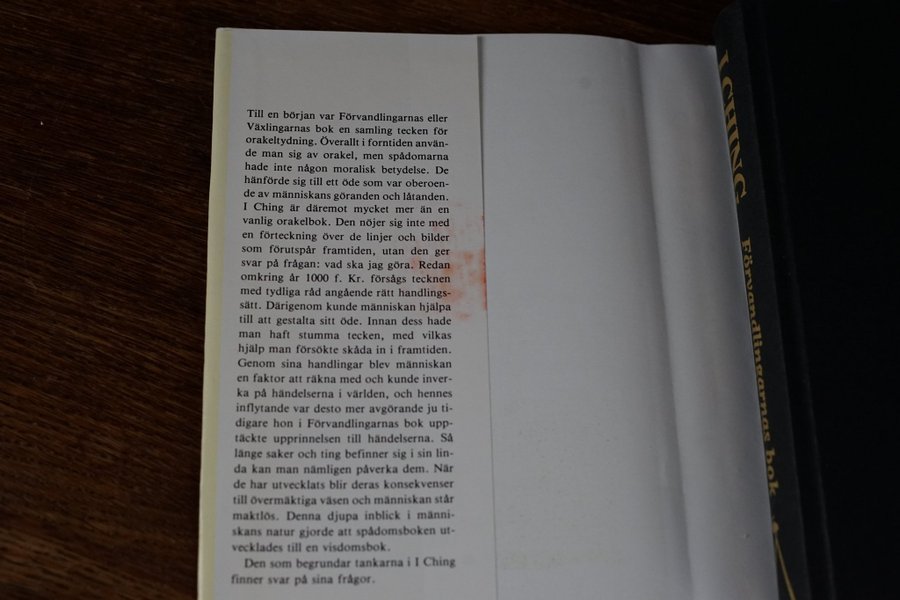 Till en början var Förvandlingarnas eller
Växlingarnas bok en samling tecken för
orakeltydning. Överallt i forntiden använ-
de man sig av orakel, men spådomarna
hade inte någon moralisk betydelse. De
hänförde sig till ett öde som var oberoen-
de av människans göranden och låtanden.
I Ching är däremot mycket mer än en
vanlig orakelbok. Den nöjer sig inte med
en förteckning över de linjer och bilder
som förutspår framtiden, utan den ger
svar på frågan: vad ska jag göra. Redan
omkring år 1000 f. Kr. försågs tecknen
med tydliga råd angående rätt handlings-
sätt. Därigenom kunde människan hjälpa
till att gestalta sitt öde. Innan dess hade
man haft stumma tecken, med vilkas
hjälp man försökte skåda in i framtiden.
Genom sina handlingar blev människan
en faktor att räkna med och kunde inver-
ka på händelserna i världen, och hennes
inflytande var desto mer avgörande ju ti-
digare hon i Förvandlingarnas bok upp-
täckte upprinnelsen till händelserna. Så
länge saker och ting befinner sig i sin lin-
da kan man nämligen påverka dem. När
de har utvecklats blir deras konsekvenser
till övermäktiga väsen och människan står
maktlös. Denna djupa inblick i männi-
skans natur gjorde att spådomsboken ut-
vecklades till en visdomsbok.
Den som begrundar tankarna i I Ching
finner svar på sina frågor.
I CHING
Förvandlingarnas bok